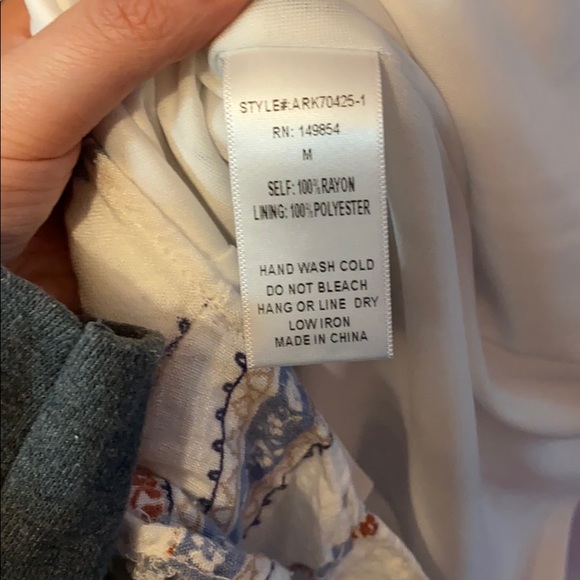 STYLE#:ARK70425-1
RN: 149854
M
SELF: 100%RAYON
LINING: 100%POLYESTER
HAND WASH COLD
DO NOT BLEACH
HANG OR LINE DRY
LOW IRON
MADE IN CHINA